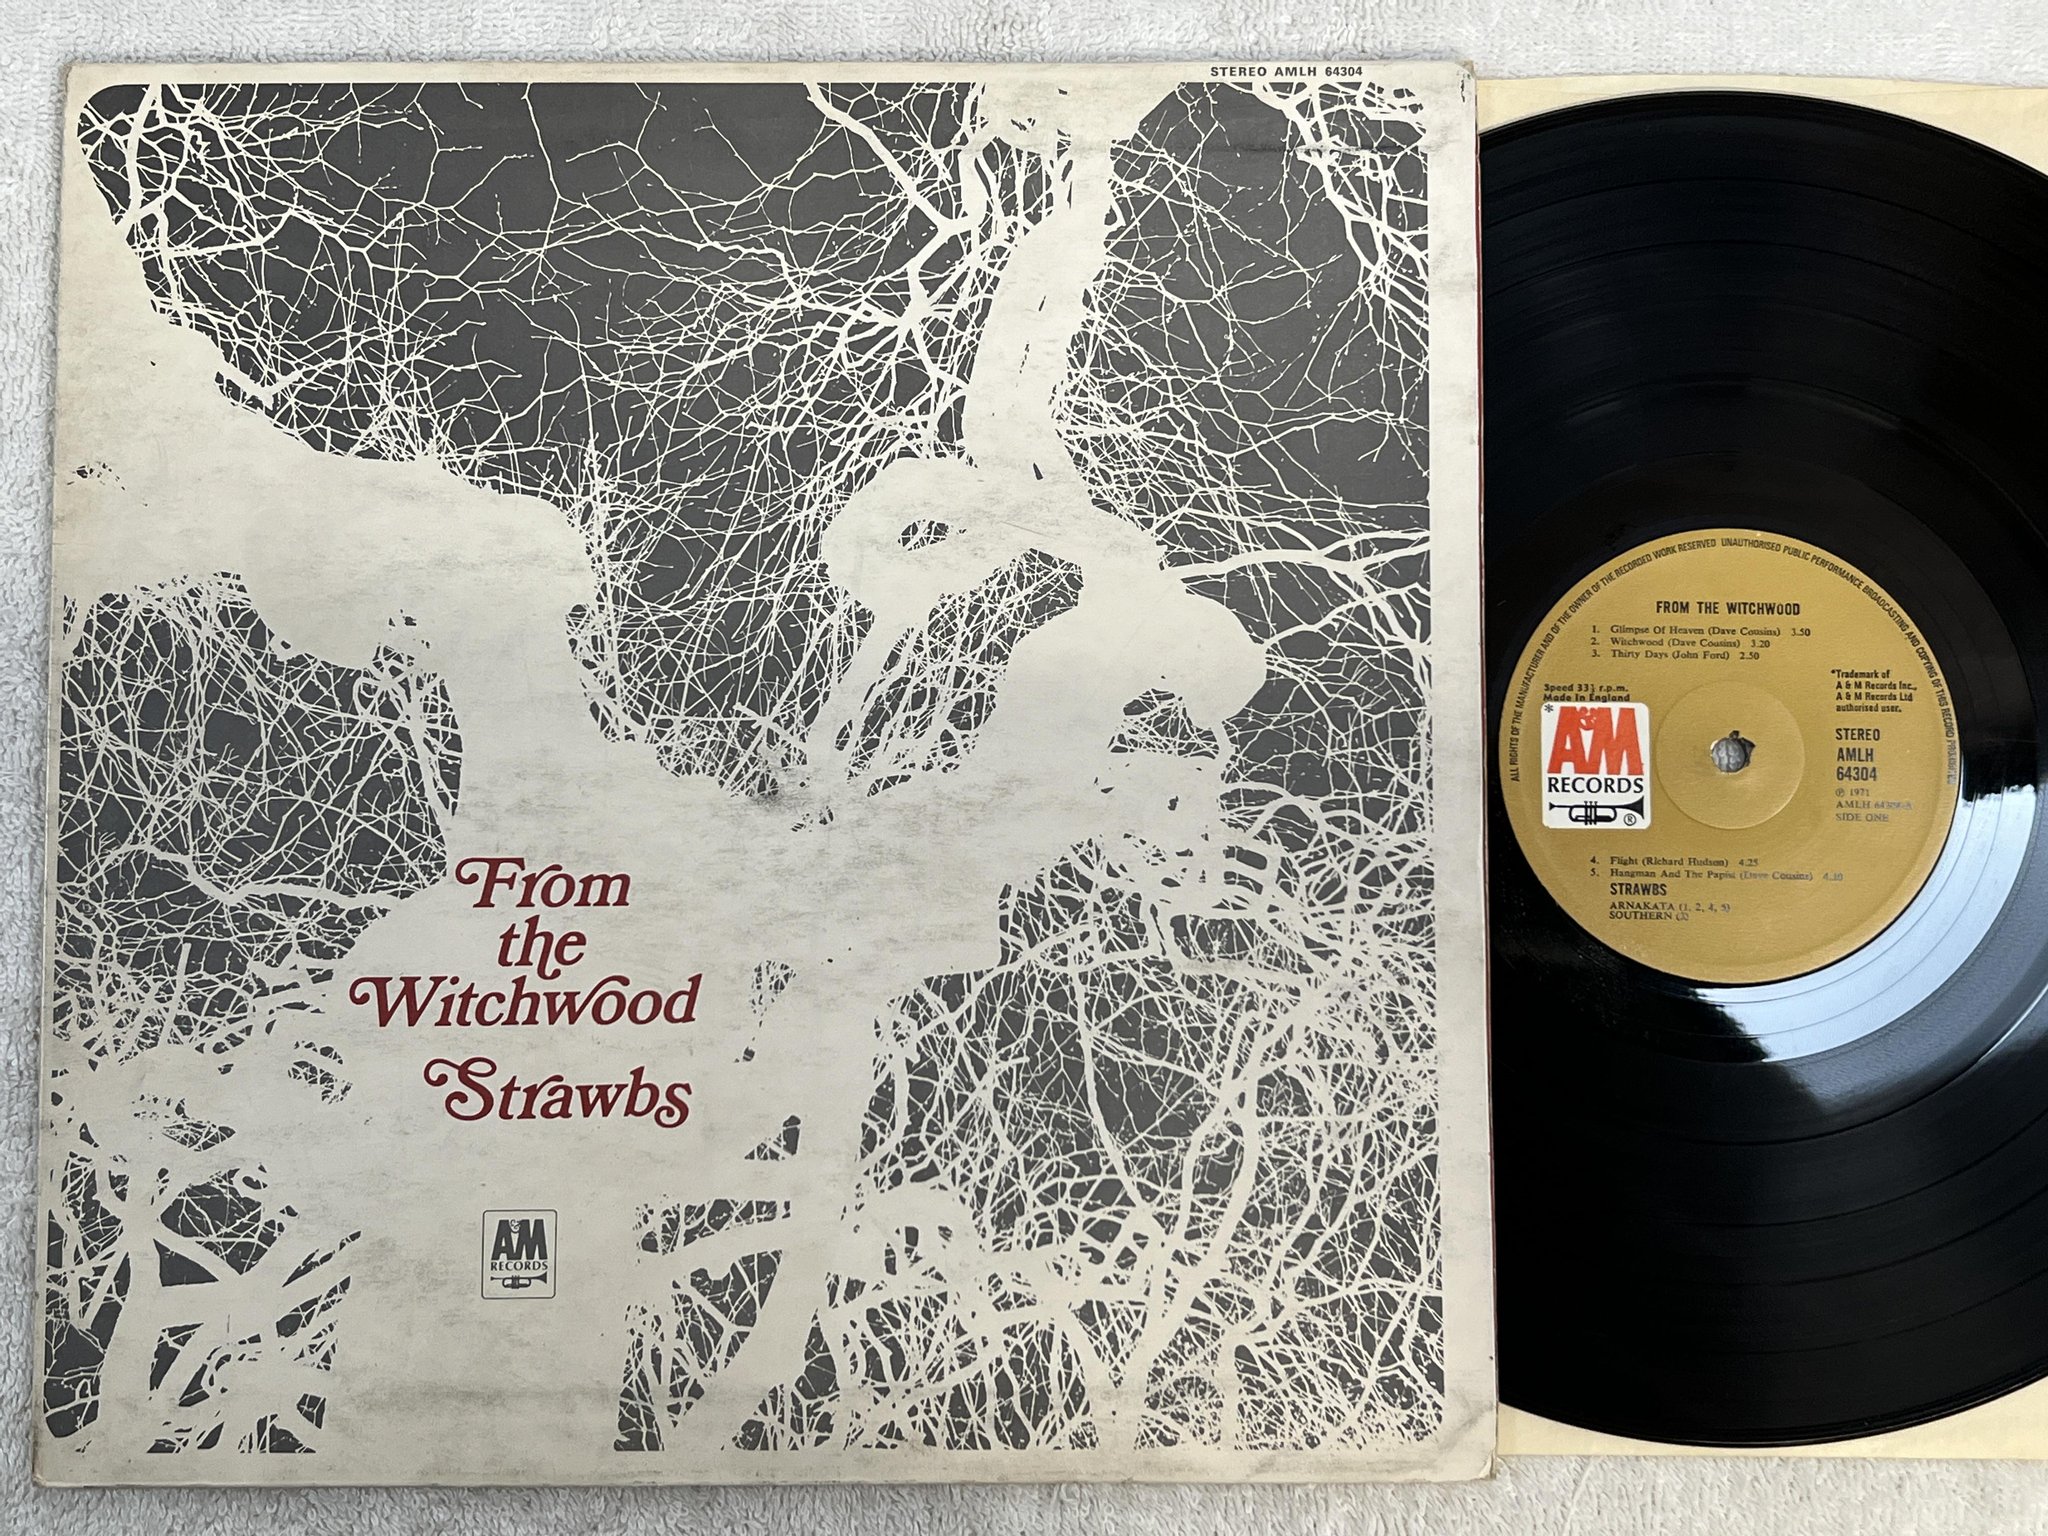 STEREO AMLH 64304
From
the
Witchwood
Strawbs
A&M
RECORDS
ALL RIGHTS OF THE MANUFACTURER AND OF THE OWNER OF THE RECORDED WORK RESERVED UNAUTHORISED PUBLIC PERFORMANCE BROADCASTING AND COPYING OF THIS RECORD PROHIBITED
FROM THE WITCHWOOD
1. Glimpse Of Heaven (Dave Cousins) 3.50
2. Witchwood (Dave Cousins) 3.20
3. Thirty Days (John Ford) 2.50
Speed 33⅓ r.p.m.
Made in England
*A&M
RECORDS
®
*Trademark of
A & M Records Inc.,
A & M Records Ltd
authorised user.
STEREO
AMLH
64304
℗ 1971
AMLH 64304-A
SIDE ONE
4. Flight (Richard Hudson) 4.25
5. Hangman And The Papist (Dave Cousins) 4.10
STRAWBS
ARNAKATA (1, 2, 4, 5)
SOUTHERN (3)